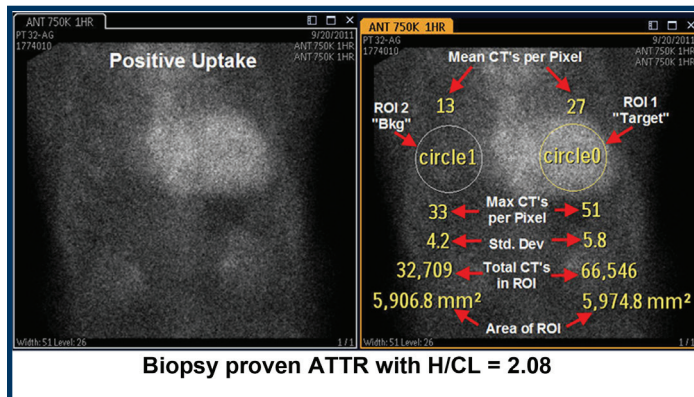 ANT 750K 1HR
PT 32-AG
1774010
9/20/2011
ANT 750K 1HR
ANT 750K 1HR
Positive Uptake
Width: 51 Level: 26
1/1
ANT 750K 1HR
PT 32-AG
1774010
9/20/2011
ANT 750K 1HR
ANT 750K 1HR
Mean CT's per Pixel
13
27
ROI 2
"Bkg"
ROI 1
"Target"
circle1
circle0
Max CT's
per Pixel
33
51
4.2
Std. Dev
5.8
32,709
Total CT's
in ROI
66,546
5,906.8 mm²
5,974.8 mm²
Area of ROI
Width: 51 Level: 26
1/1
Biopsy proven ATTR with H/CL = 2.08